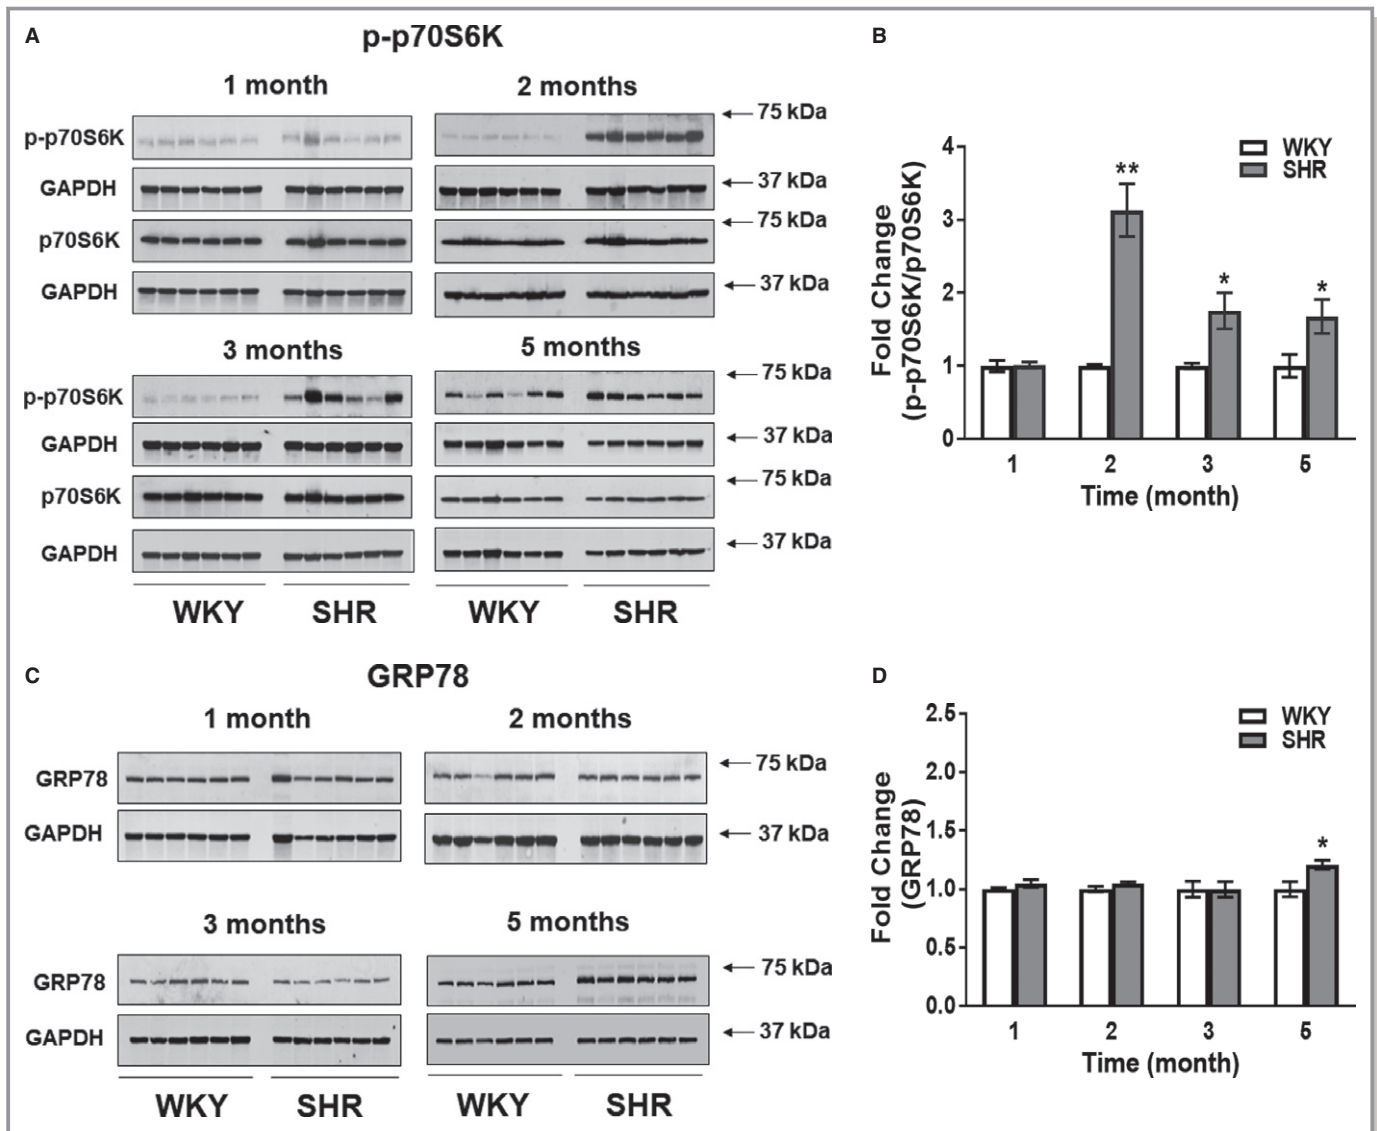 A
p-p70S6K
1 month
2 months
p-p70S6K
← 75 kDa
GAPDH
← 37 kDa
p70S6K
← 75 kDa
GAPDH
← 37 kDa
3 months
5 months
p-p70S6K
← 75 kDa
GAPDH
← 37 kDa
p70S6K
← 75 kDa
GAPDH
← 37 kDa
WKY
SHR
WKY
SHR
B
WKY
SHR
Fold Change
(p-p70S6K/p70S6K)
4
3
2
1
0
**
*
*
1
2
3
5
Time (month)
C
GRP78
1 month
2 months
GRP78
← 75 kDa
GAPDH
← 37 kDa
3 months
5 months
GRP78
← 75 kDa
GAPDH
← 37 kDa
WKY
SHR
WKY
SHR
D
WKY
SHR
Fold Change
(GRP78)
2.5
2.0
1.5
1.0
0.5
0.0
*
1
2
3
5
Time (month)